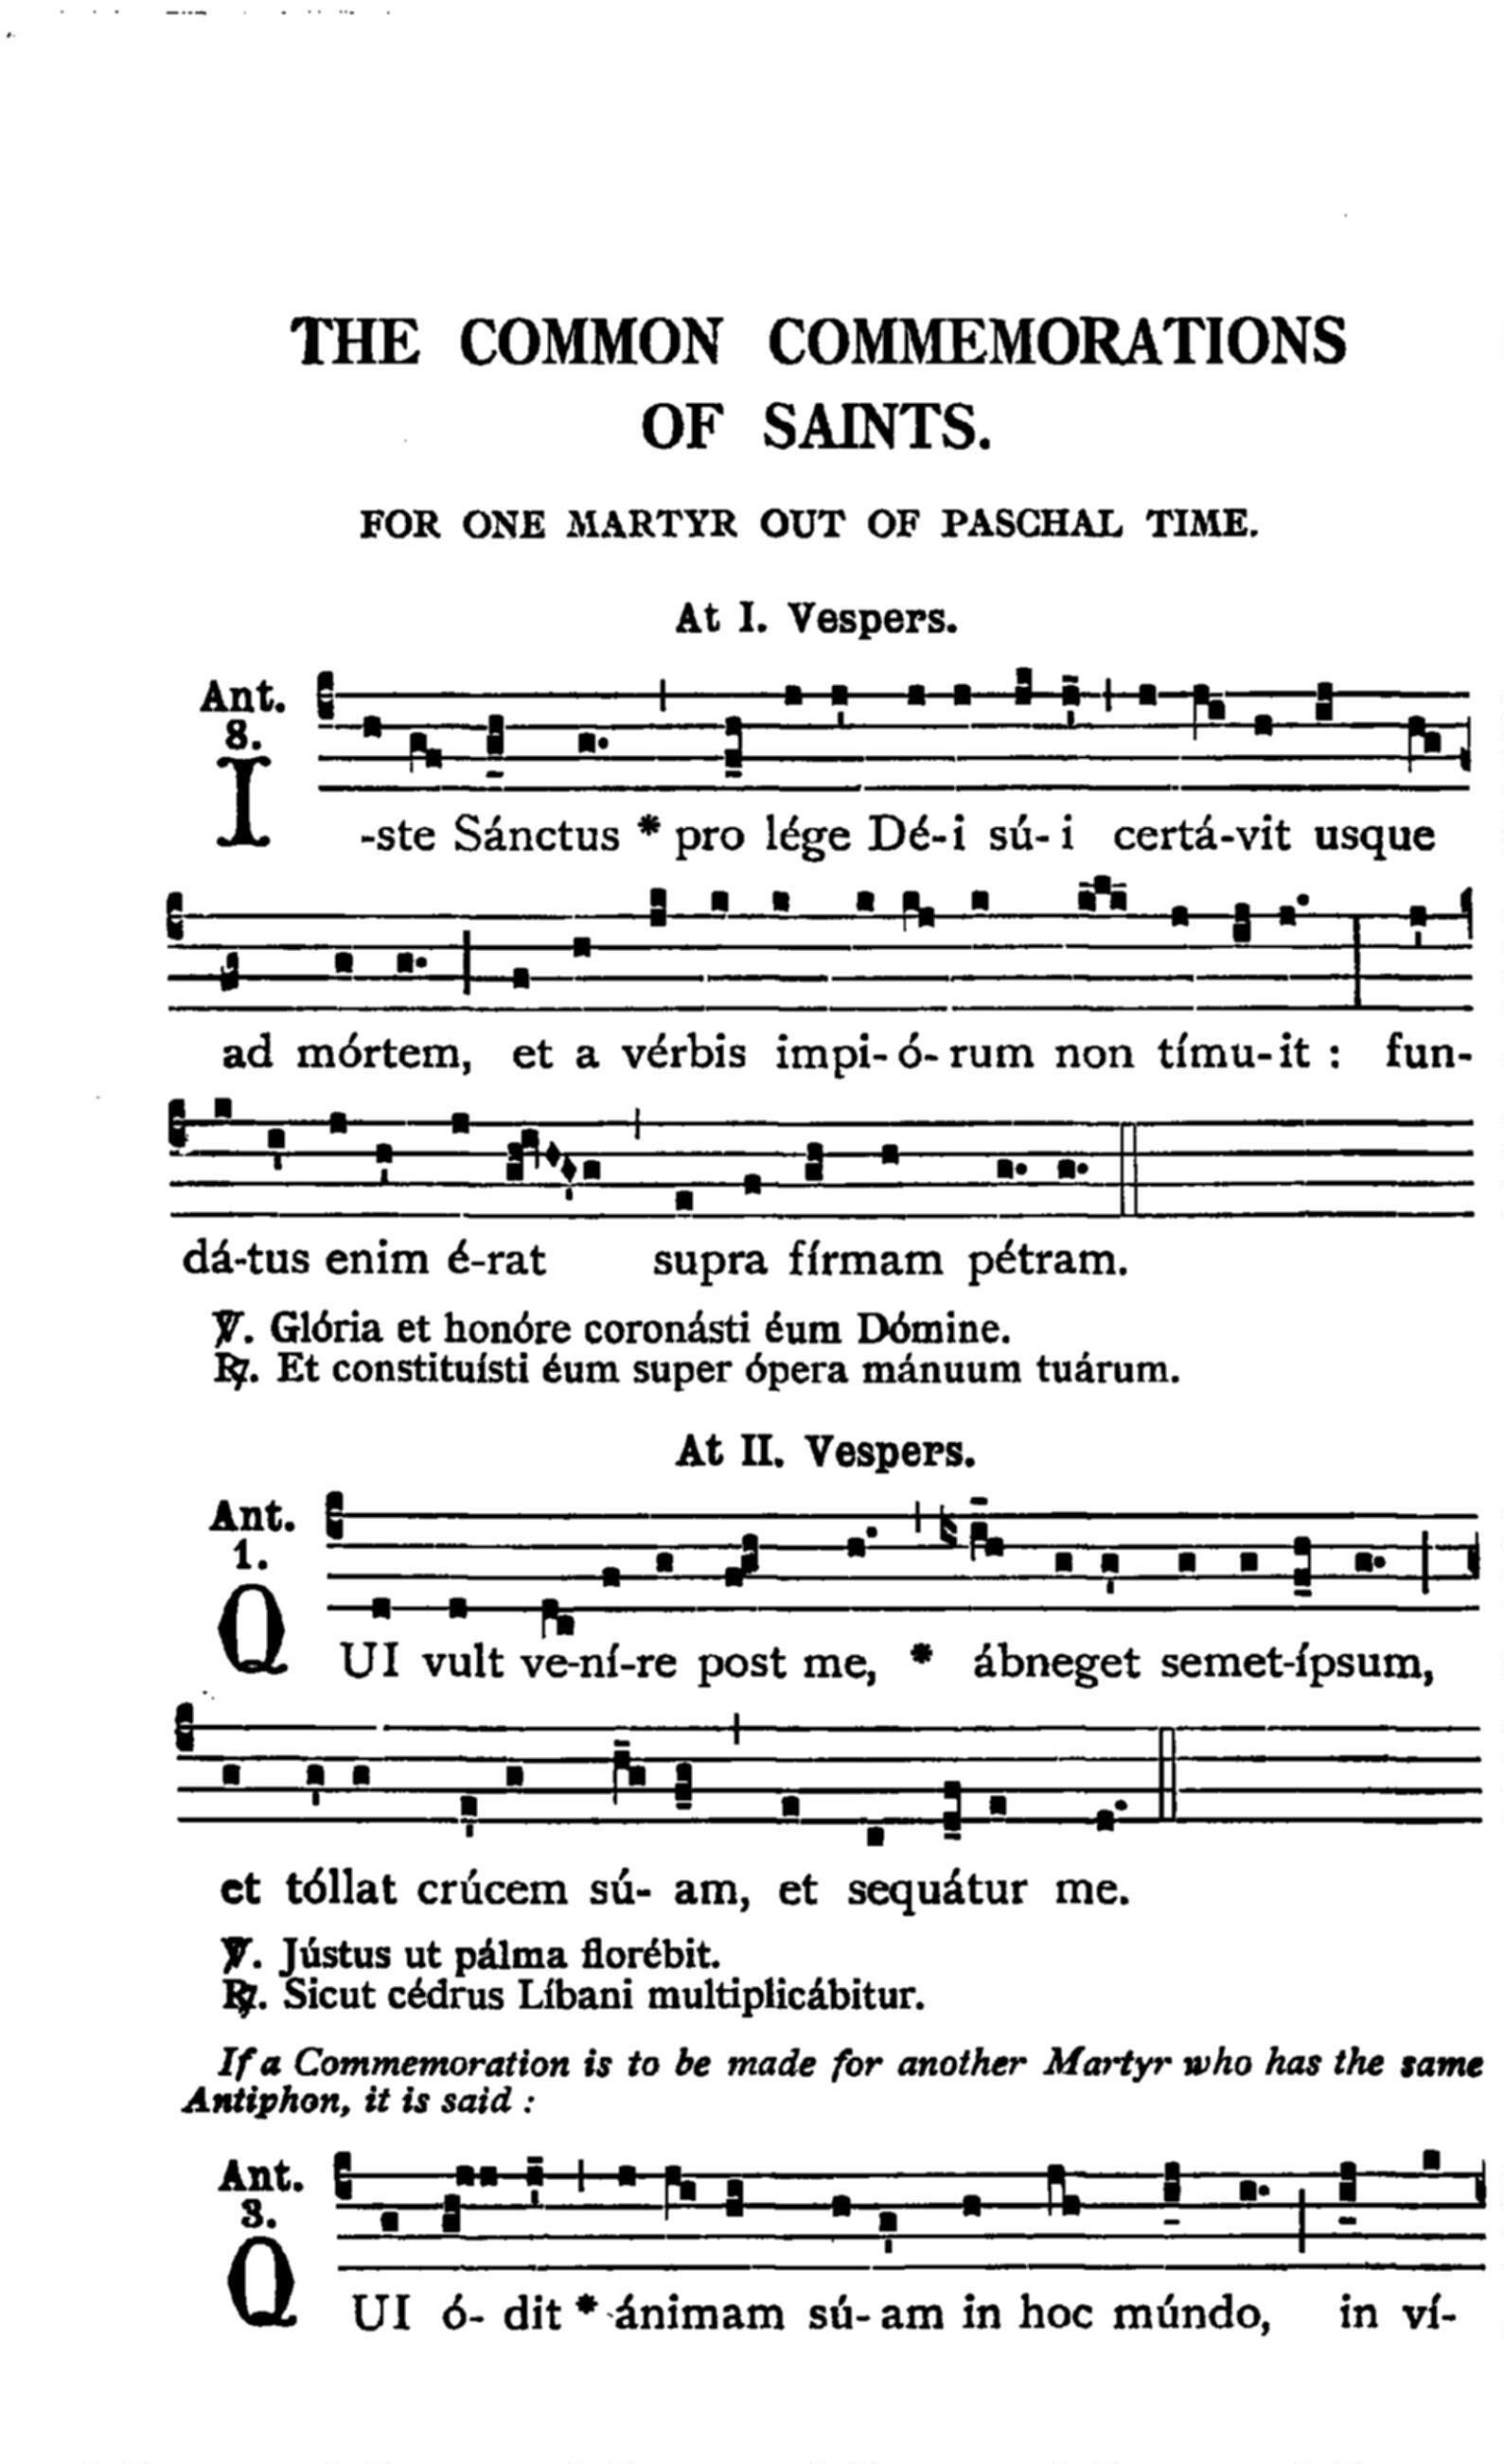 THE COMMON COMMEMORATIONS
OF SAINTS.
FOR ONE MARTYR OUT OF PASCHAL TIME.
At I. Vespers.
Ant.
8.
I -ste Sánctus * pro lége Dé-i sú-i certá-vit usque
ad mórtem, et a vérbis impi-ó-rum non tímu-it : fun-
dá-tus enim é-rat supra fírmam pétram.
℣. Glória et honóre coronásti éum Dómine.
℟. Et constituísti éum super ópera mánuum tuárum.
At II. Vespers.
Ant.
1.
QUI vult ve-ní-re post me, * ábneget semet-ípsum,
et tóllat crúcem sú- am, et sequátur me.
℣. Jústus ut pálma florébit.
℟. Sicut cédrus Líbani multiplicábitur.
If a Commemoration is to be made for another Martyr who has the same
Antiphon, it is said :
Ant.
3.
QUI ó- dit * ánimam sú-am in hoc múndo, in ví-